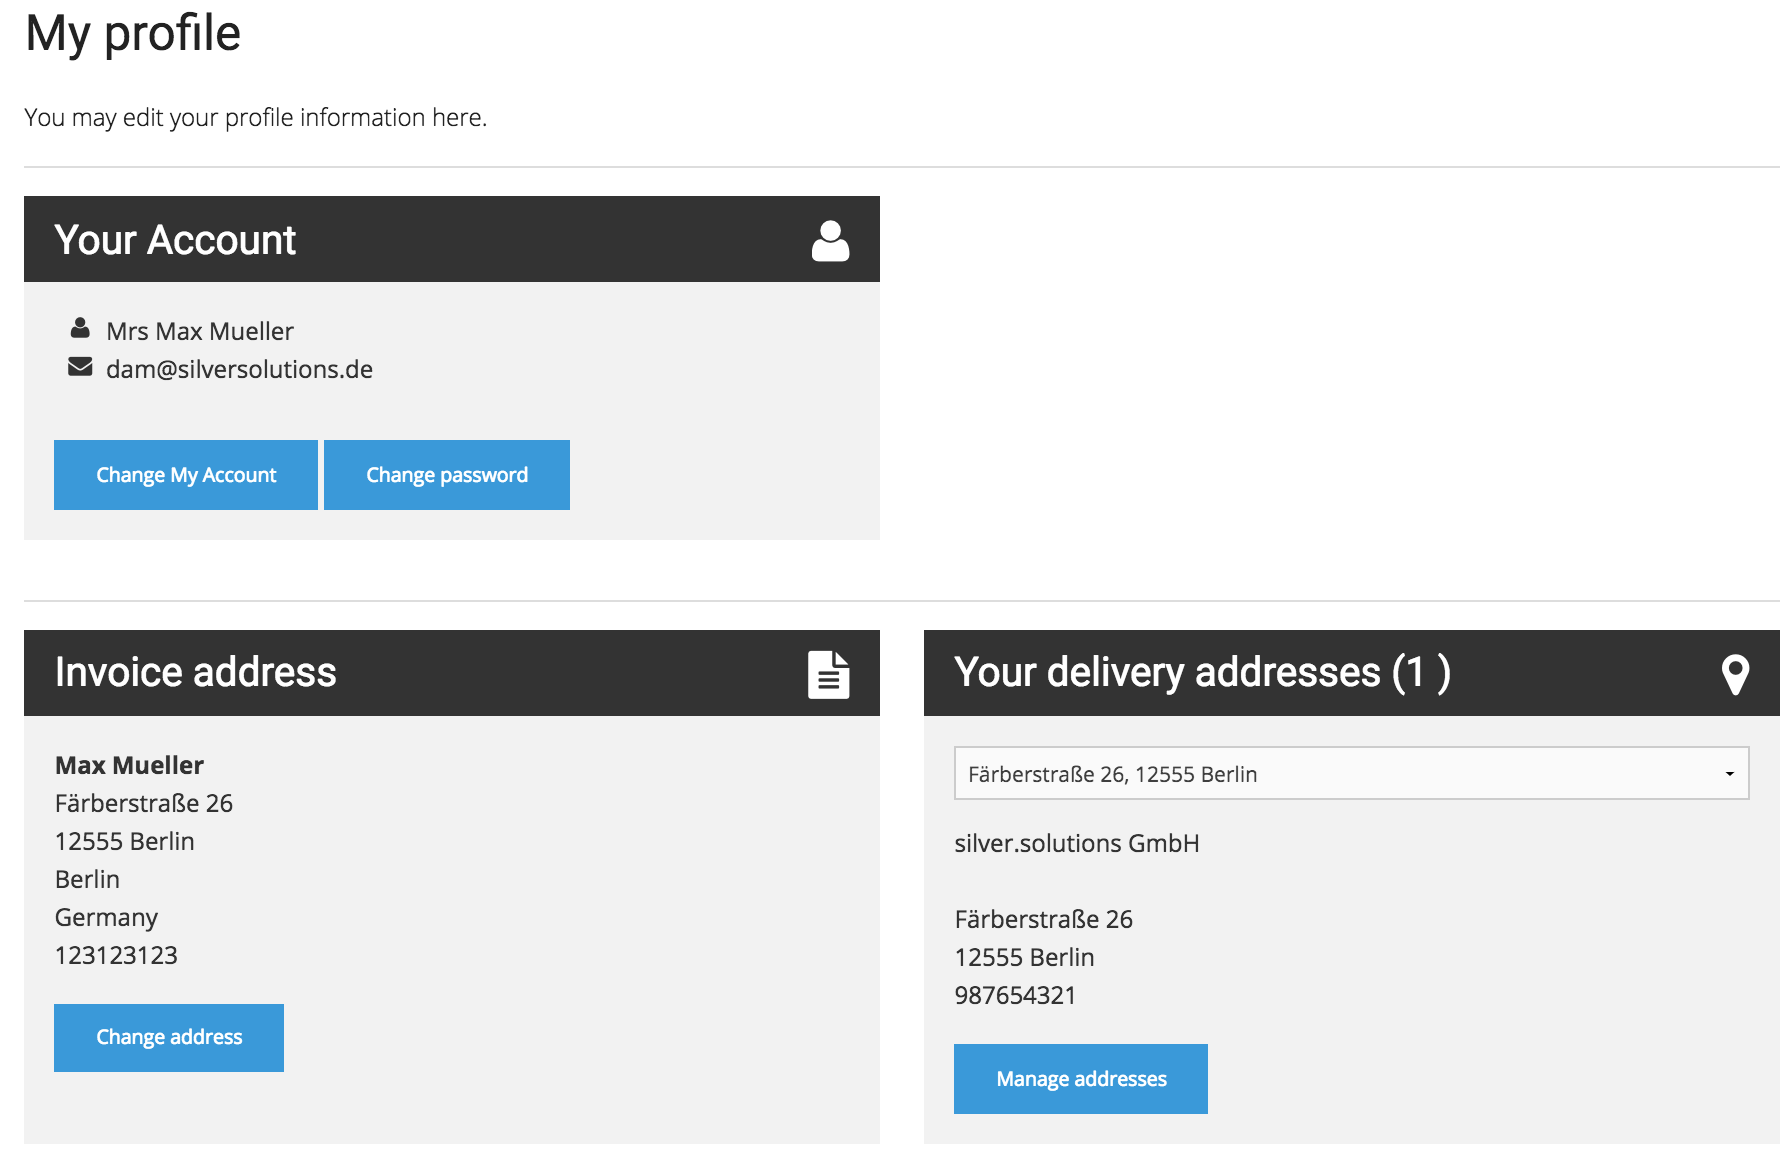 My profile
You may edit your profile information here.
Your Account
Mrs Max Mueller
dam@silversolutions.de
Change My Account
Change password
Invoice address
Max Mueller
Färberstraße 26
12555 Berlin
Berlin
Germany
123123123
Change address
Your delivery addresses (1 )
Färberstraße 26, 12555 Berlin
silver.solutions GmbH
Färberstraße 26
12555 Berlin
987654321
Manage addresses